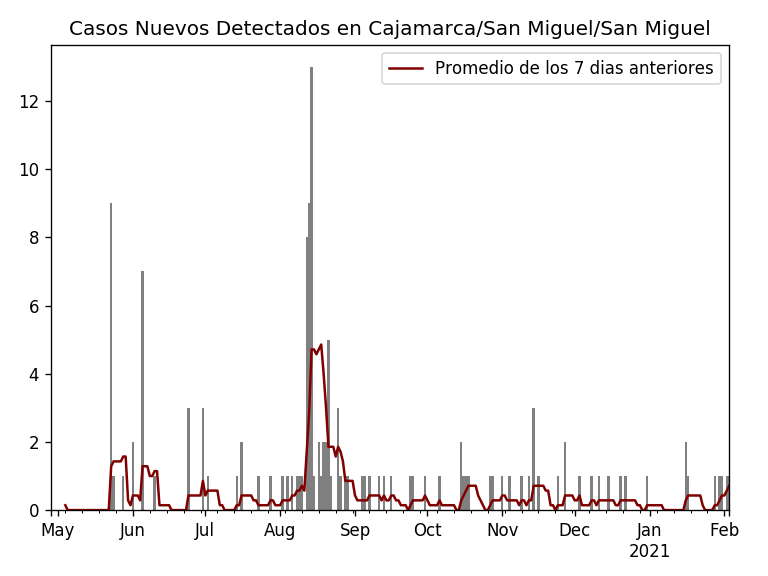 Casos Nuevos Detectados en Cajamarca/San Miguel/San Miguel
Promedio de los 7 dias anteriores
12
10
8
6
4
2
0
May Jun Jul Aug Sep Oct Nov Dec Jan Feb
2021